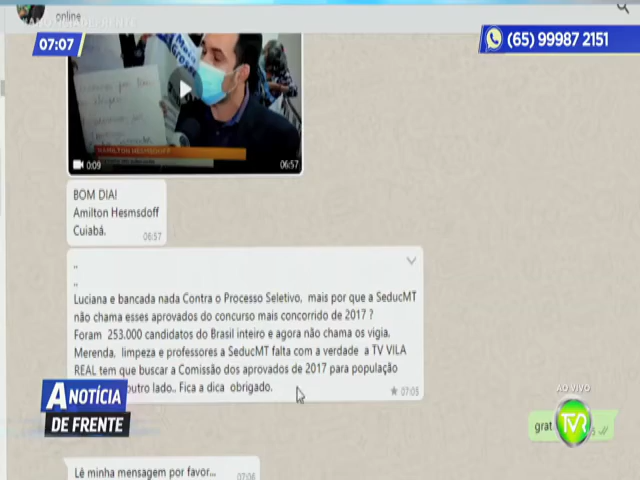 online
07:07
(65) 99987 2151
HAMILTON HESMSDOFF
0:09
06:57
BOM DIA!
Amilton Hesmsdoff
Cuiabá.
06:57
..
..
Luciana e bancada nada Contra o Processo Seletivo, mais por que a SeducMT
não chama esses aprovados do concurso mais concorrido de 2017 ?
Foram 253.000 candidatos do Brasil inteiro e agora não chama os vigia,
Merenda, limpeza e professores a SeducMT falta com a verdade a TV VILA
REAL tem que buscar a Comissão dos aprovados de 2017 para população
outro lado.. Fica a dica obrigado.
07:05
A NOTÍCIA
DE FRENTE
AO VIVO
TVR
grat
Lê minha mensagem por favor...
07:06